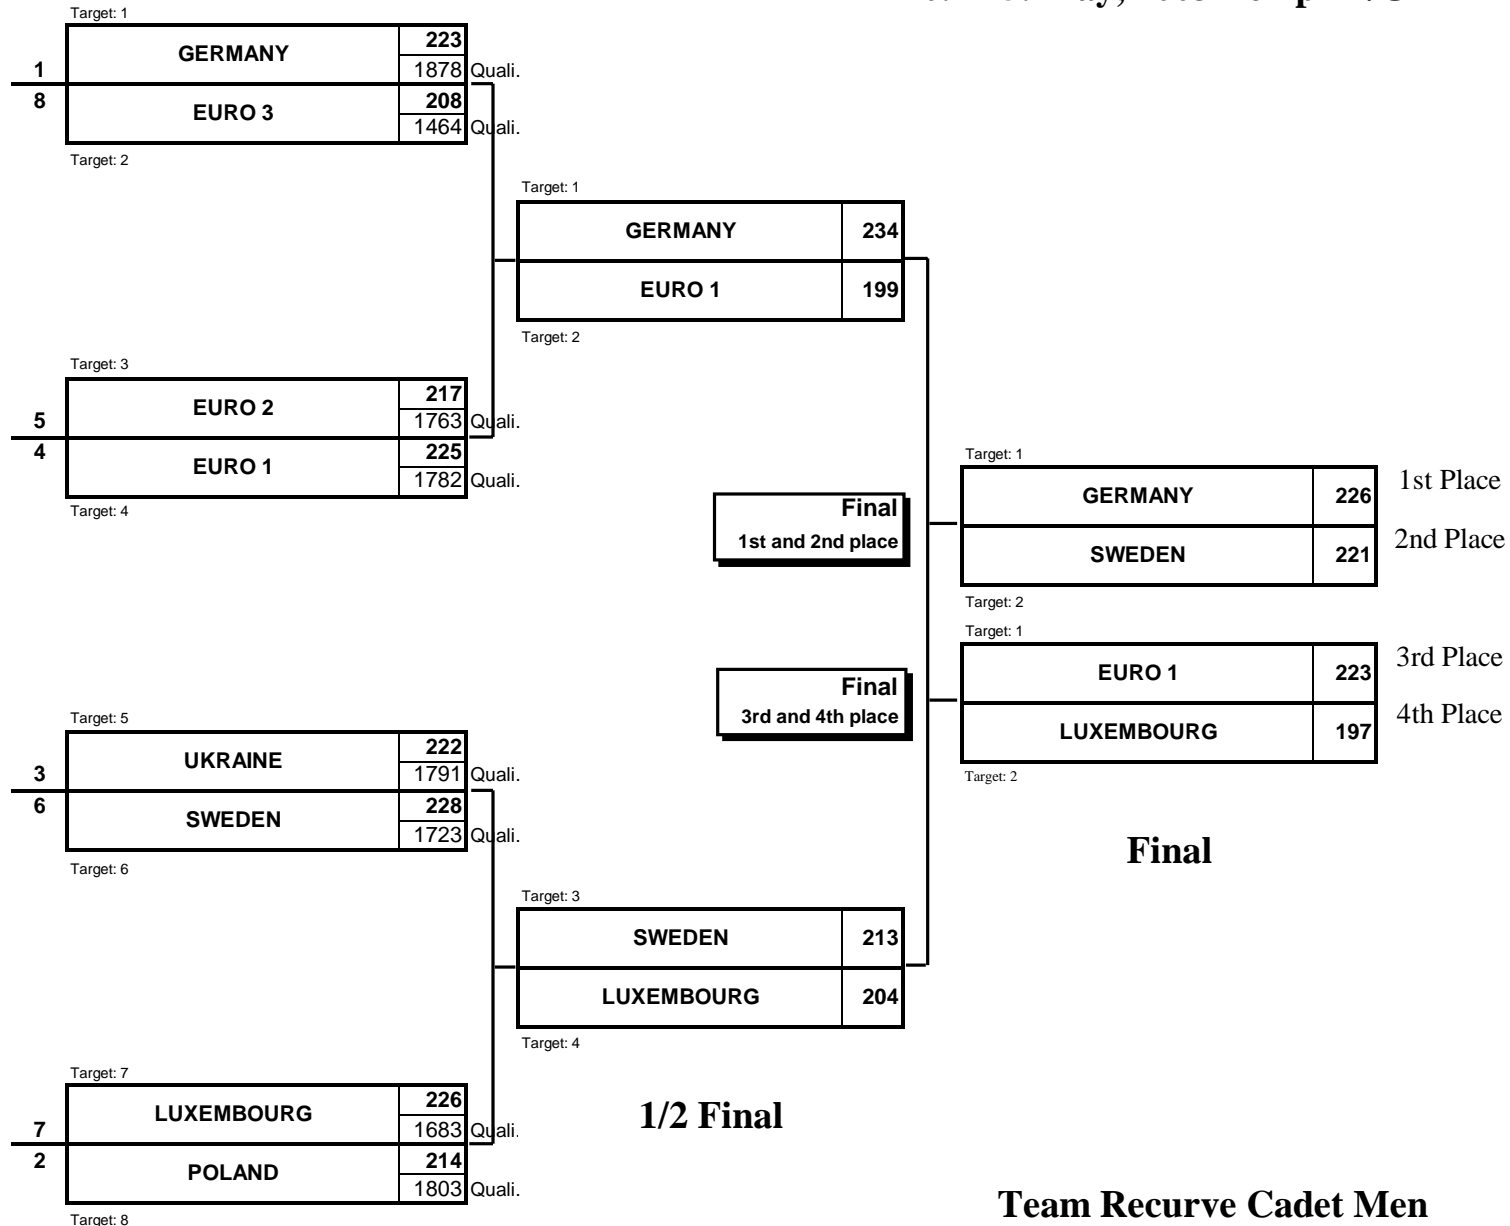 Target: 1
GERMANY 223
1 1878 Quali.
8 EURO 3 208
1464 Quali.
Target: 2
Target: 3
EURO 2 217
5 1763 Quali.
4 EURO 1 225
1782 Quali.
Target: 4
Target: 5
UKRAINE 222
3 1791 Quali.
6 SWEDEN 228
1723 Quali.
Target: 6
Target: 7
LUXEMBOURG 226
7 1683 Quali.
2 POLAND 214
1803 Quali.
Target: 8
Target: 1
GERMANY 234
EURO 1 199
Target: 2
Target: 3
SWEDEN 213
LUXEMBOURG 204
Target: 4
1/2 Final
Final
1st and 2nd place
Target: 1
GERMANY 226 1st Place
SWEDEN 221 2nd Place
Target: 2
Final
3rd and 4th place
Target: 1
EURO 1 223 3rd Place
LUXEMBOURG 197 4th Place
Target: 2
Final
Team Recurve Cadet Men